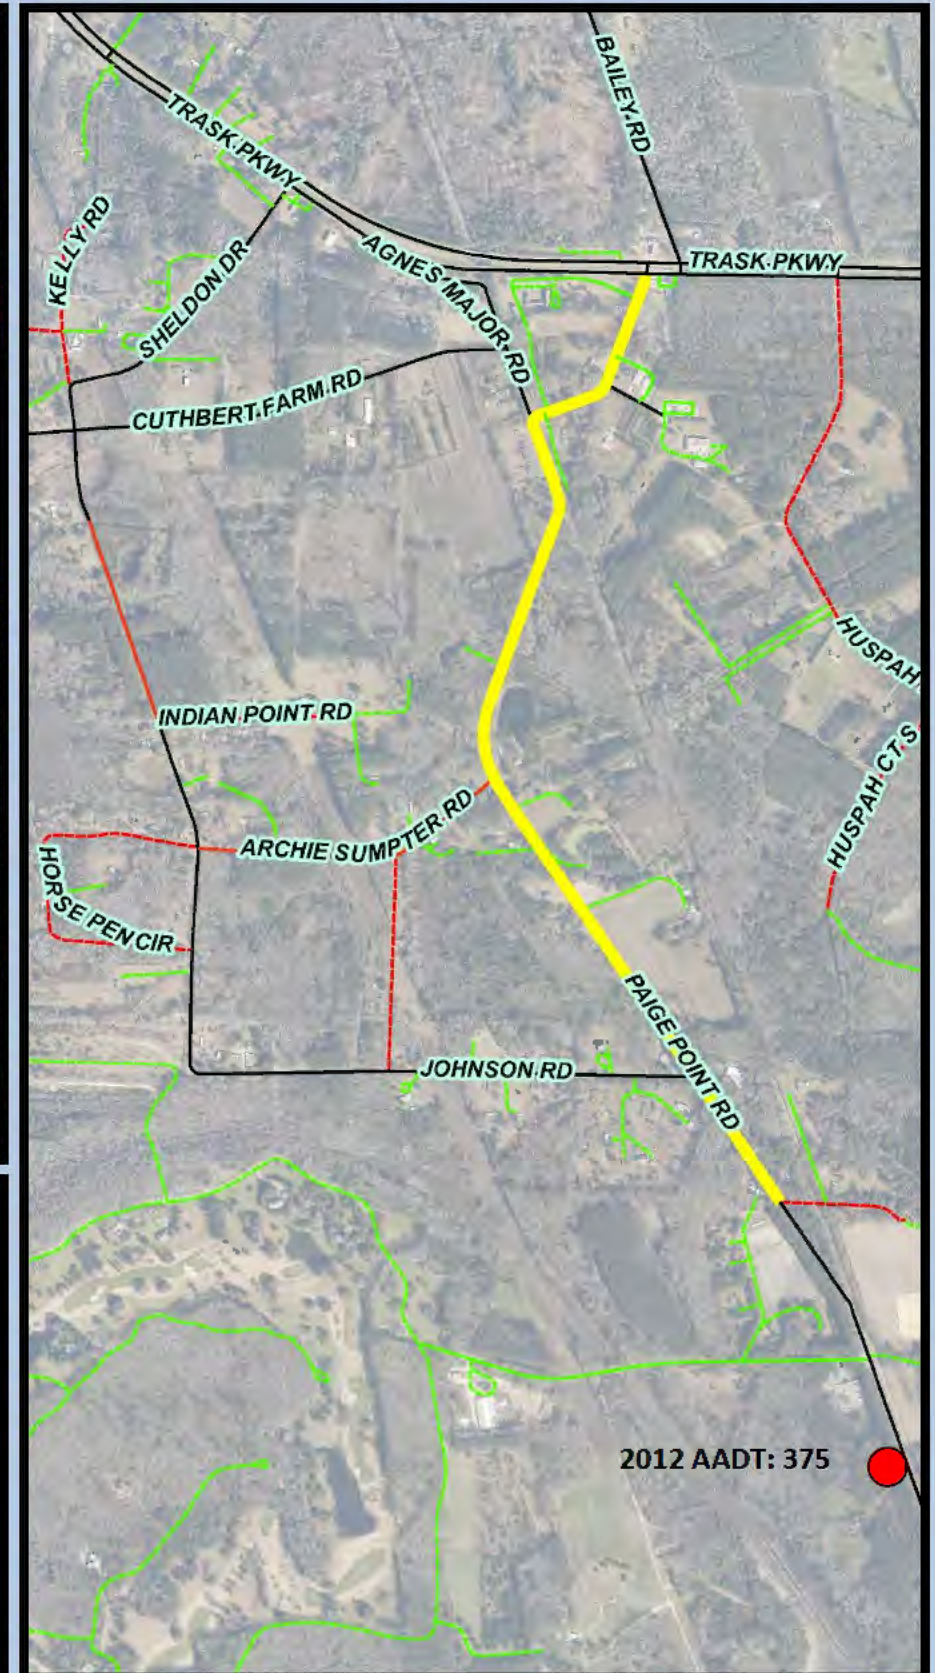 BAILEY RD
TRASK PKWY
KELLY RD
AGNES MAJOR RD
TRASK PKWY
SHELDON DR
CUTHBERT FARM RD
HUSPAH
INDIAN POINT RD
HUSPAH CT S
ARCHIE SUMPTER RD
HORSE PEN CIR
PAIGE POINT RD
JOHNSON RD
2012 AADT: 375